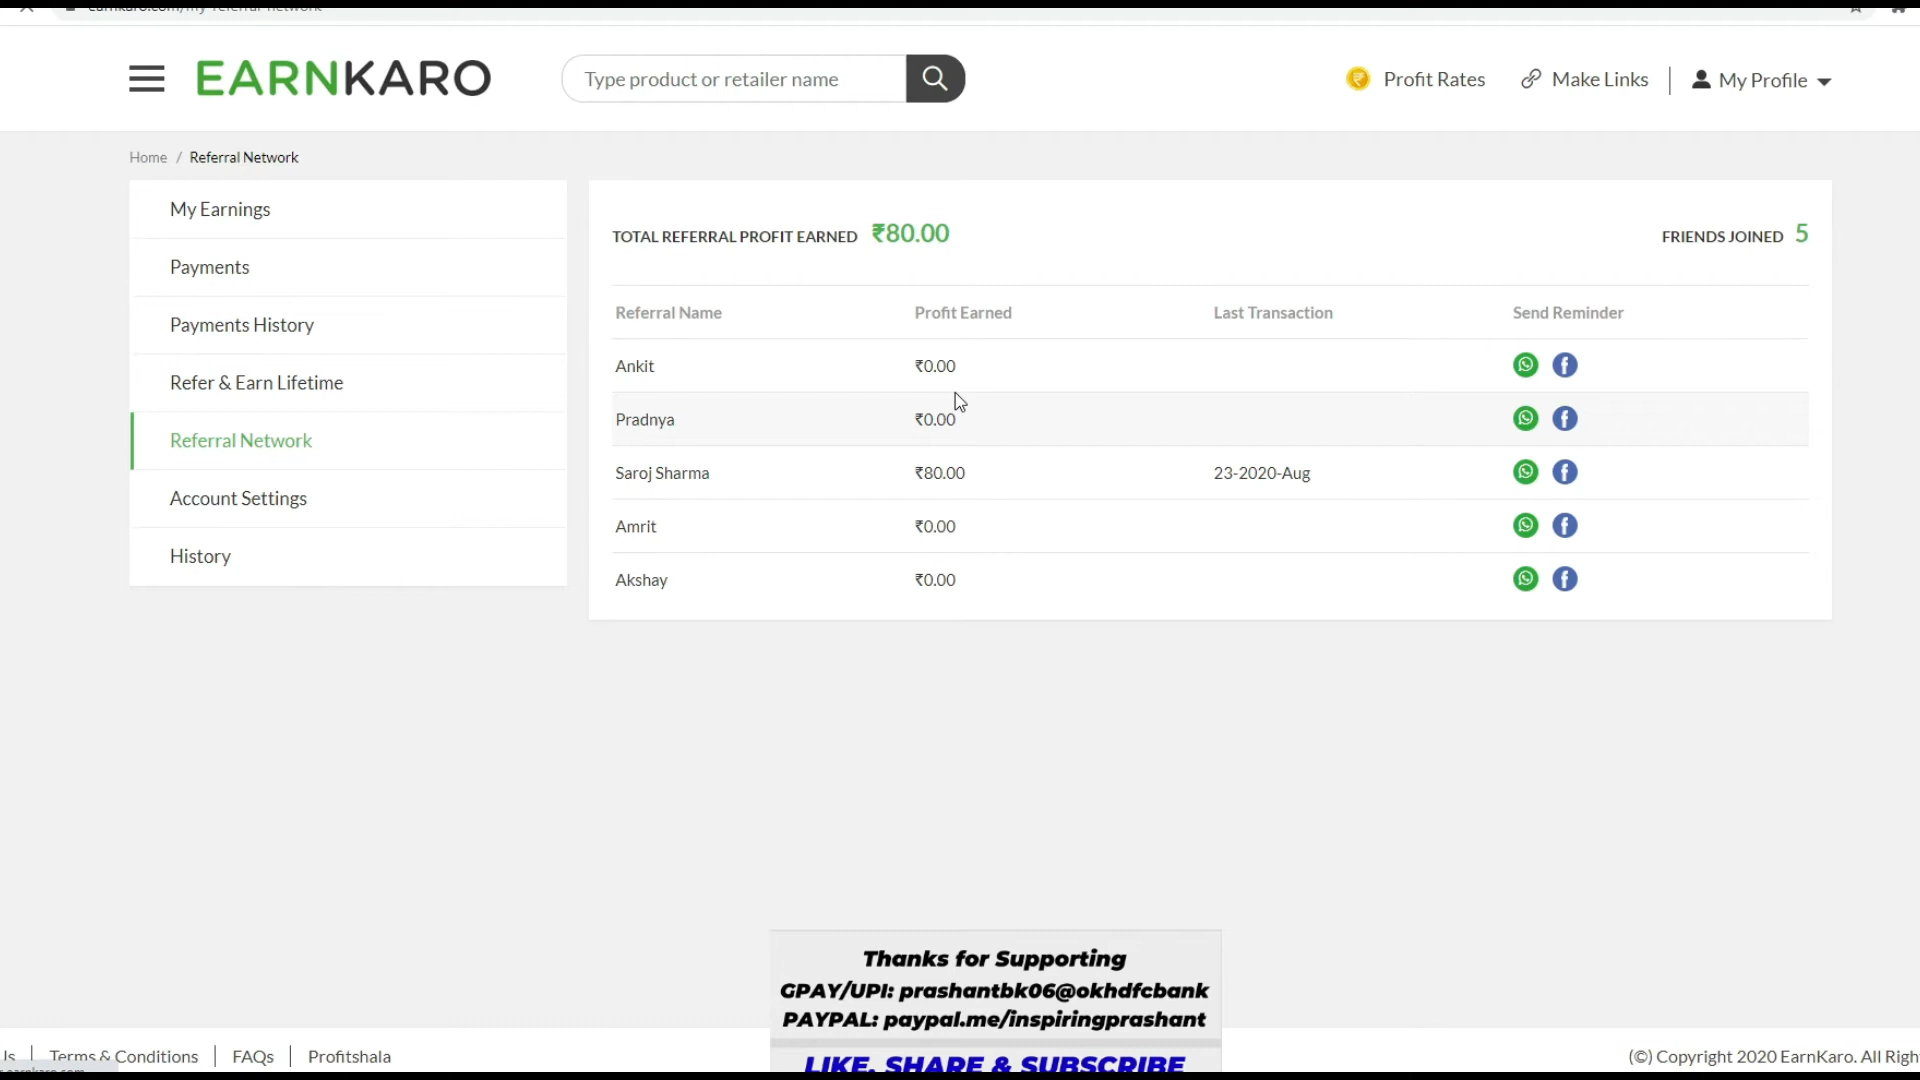 EARNKARO
Type product or retailer name
Profit Rates
Make Links
My Profile
Home / Referral Network
My Earnings
Payments
Payments History
Refer & Earn Lifetime
Referral Network
Account Settings
History
TOTAL REFERRAL PROFIT EARNED ₹80.00
FRIENDS JOINED 5
Referral Name Profit Earned Last Transaction Send Reminder
Ankit ₹0.00
Pradnya ₹0.00
Saroj Sharma ₹80.00 23-2020-Aug
Amrit ₹0.00
Akshay ₹0.00
Thanks for Supporting
GPAY/UPI: prashantbk06@okhdfcbank
PAYPAL: paypal.me/inspiringprashant
LIKE, SHARE & SUBSCRIBE
Terms & Conditions | FAQs | Profitshala
(©) Copyright 2020 EarnKaro. All Righ